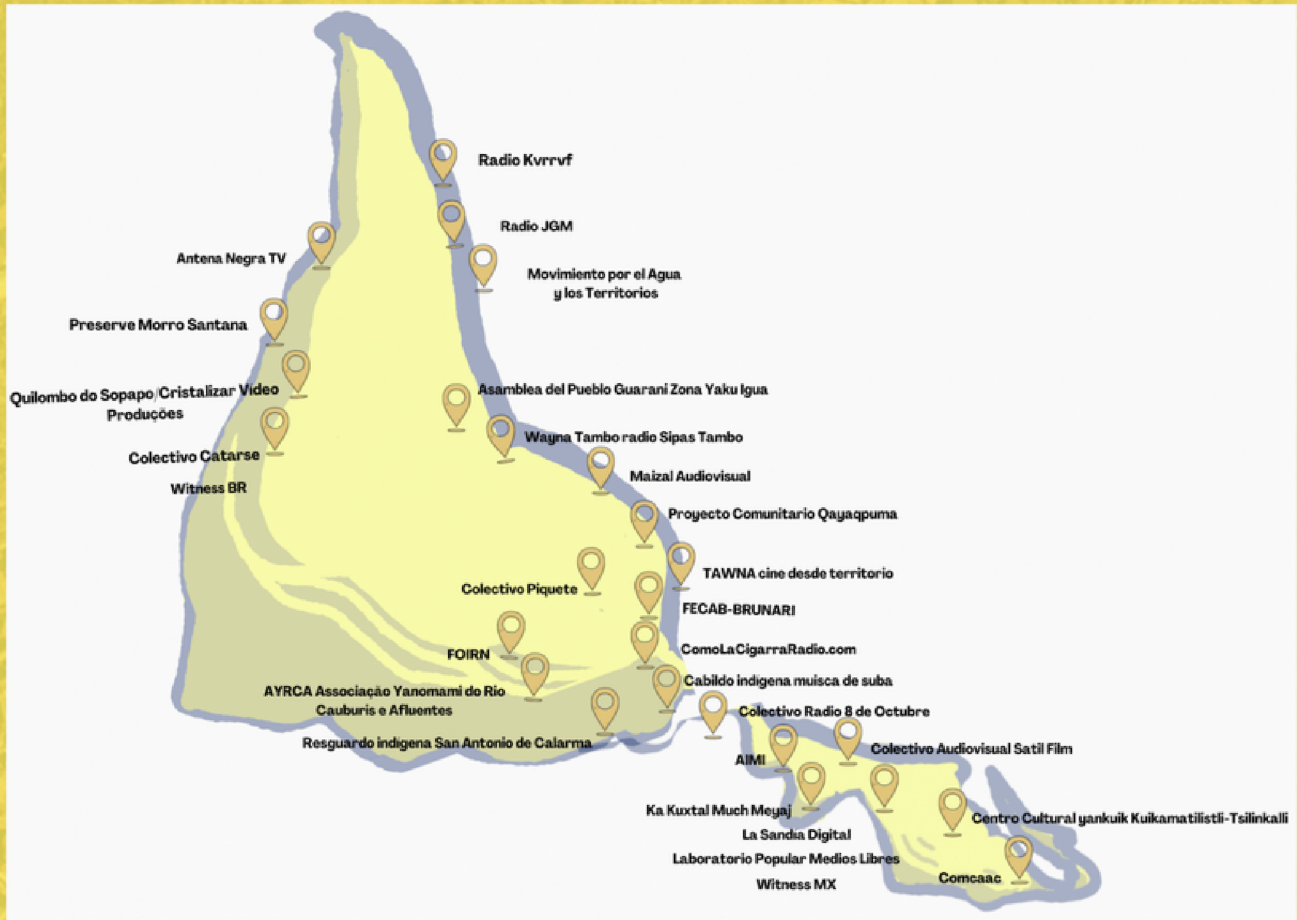 Radio Kvrrvf
Radio JGM
Antena Negra TV
Movimiento por el Agua
y los Territorios
Preserve Morro Santana
Quilombo do Sopapo/Cristalizar Vídeo
Produções
Asamblea del Pueblo Guarani Zona Yaku Igua
Wayna Tambo radio Sipas Tambo
Colectivo Catarse
Maizal Audiovisual
Witness BR
Proyecto Comunitario Qayaqpuma
TAWNA cine desde territorio
Colectivo Piquete
FECAB-BRUNARI
FOIRN
ComoLaCigarraRadio.com
Cabildo indígena muisca de suba
AYRCA Associação Yanomami do Rio
Cauburis e Afluentes
Colectivo Radio 8 de Octubre
Resguardo indígena San Antonio de Calarma
Colectivo Audiovisual Satil Film
AIMI
Ka Kuxtal Much Meyaj
Centro Cultural yankuik Kuikamatilistli-Tsilinkalli
La Sandía Digital
Laboratorio Popular Medios Libres
Comcaac
Witness MX